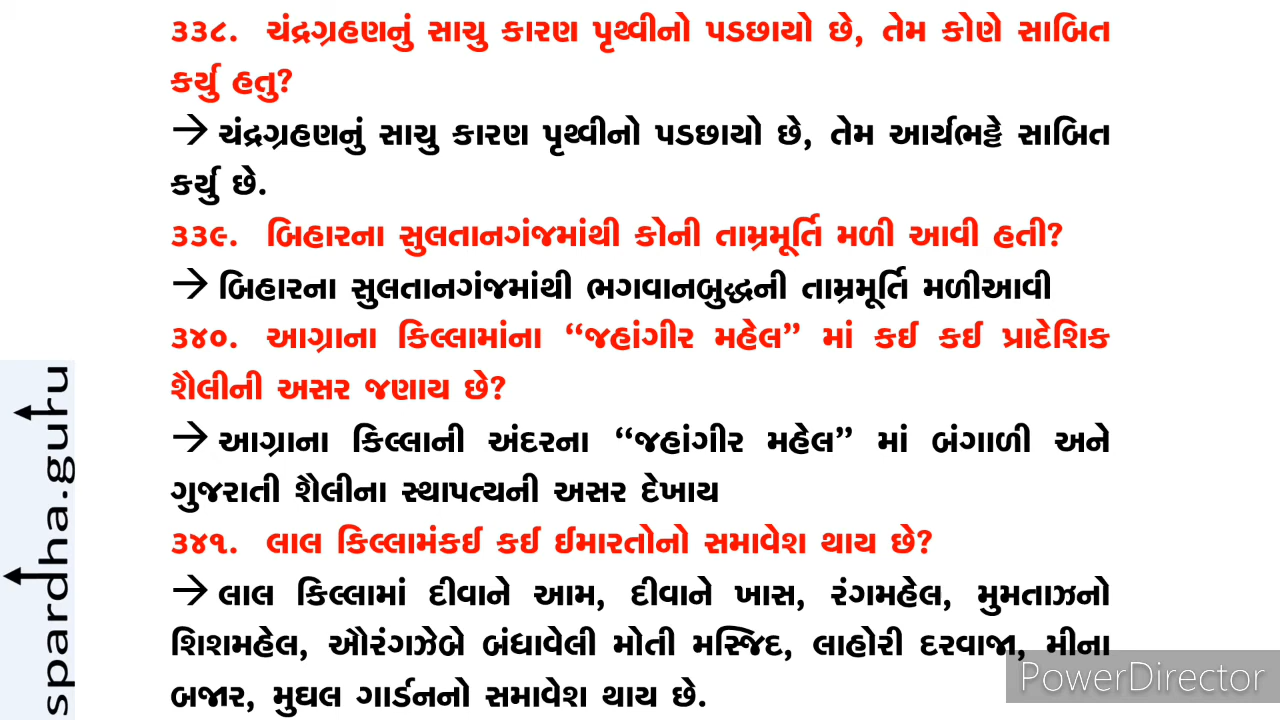 ૩૩૮. ચંદ્રગ્રહણનું સાચુ કારણ પૃથ્વીનો પડછાયો છે, તેમ કોણે સાબિત
કર્યુ હતુ?
→ ચંદ્રગ્રહણનું સાચુ કારણ પૃથ્વીનો પડછાયો છે, તેમ આર્યભટ્ટે સાબિત
કર્યુ છે.
૩૩૯. બિહારના સુલતાનગંજમાંથી કોની તામ્રમૂર્તિ મળી આવી હતી?
→ બિહારના સુલતાનગંજમાંથી ભગવાનબુદ્ધની તામ્રમૂર્તિ મળીઆવી
૩૪૦. આગ્રાના કિલ્લામાંના “જહાંગીર મહેલ” માં કઈ કઈ પ્રાદેશિક
શૈલીની અસર જણાય છે?
→ આગ્રાના કિલ્લાની અંદરના “જહાંગીર મહેલ” માં બંગાળી અને
ગુજરાતી શૈલીના સ્થાપત્યની અસર દેખાય
૩૪૧. લાલ કિલ્લામંકઈ કઈ ઈમારતોનો સમાવેશ થાય છે?
→ લાલ કિલ્લામાં દીવાને આમ, દીવાને ખાસ, રંગમહેલ, મુમતાઝનો
શિશમહેલ, ઔરંગઝેબે બંધાવેલી મોતી મસ્જિદ, લાહોરી દરવાજા, મીના
બજાર, મુઘલ ગાર્ડનનો સમાવેશ થાય છે.
spardha.guru
PowerDirector